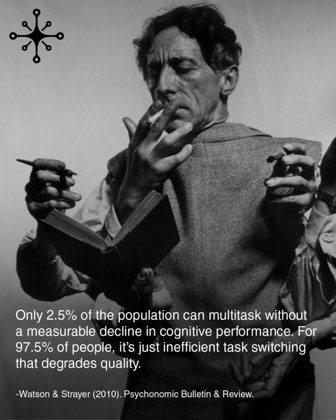 Only 2.5% of the population can multitask without
a measurable decline in cognitive performance. For
97.5% of people, it's just inefficient task switching
that degrades quality.
-Watson & Strayer (2010). Psychonomic Bulletin & Review.